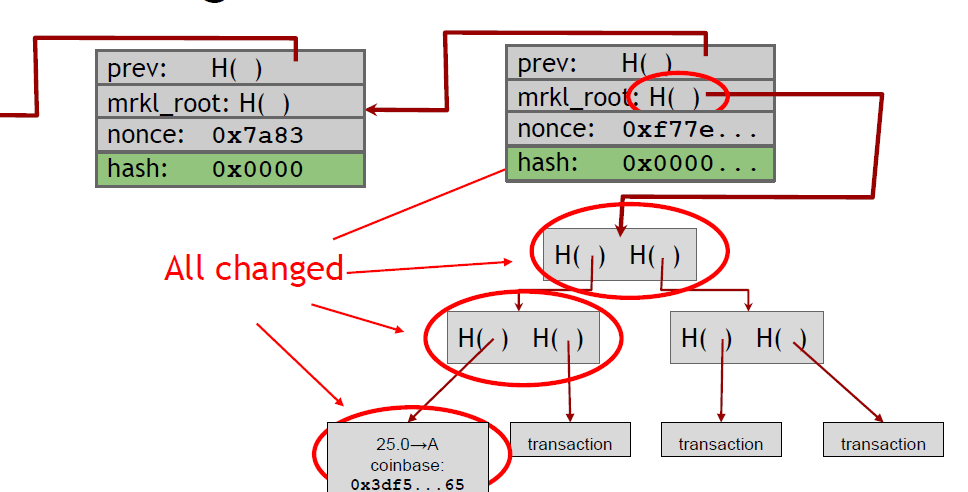 prev: H( )
mrkl_root: H( )
nonce: 0x7a83
hash: 0x0000
prev: H( )
mrkl_root: H( )
nonce: 0xf77e...
hash: 0x0000...
All changed
H( ) H( )
H( ) H( )
H( ) H( )
25.0→A
coinbase:
0x3df5...65
transaction
transaction
transaction